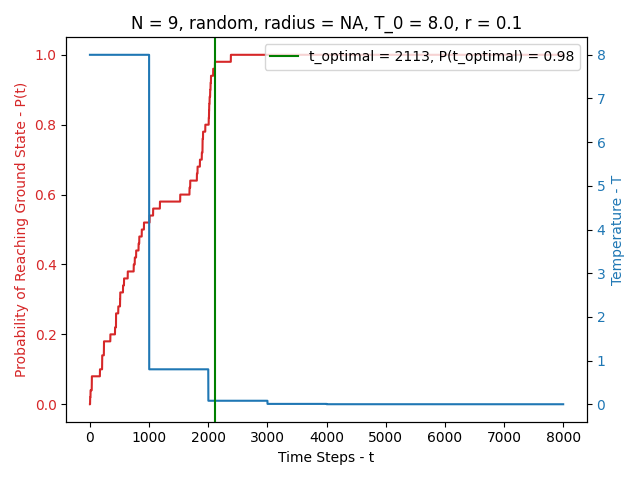 N = 9, random, radius = NA, T_0 = 8.0, r = 0.1
t_optimal = 2113, P(t_optimal) = 0.98
Probability of Reaching Ground State - P(t)
1.0
0.8
0.6
0.4
0.2
0.0
8
7
6
5
4
3
2
1
0
Temperature - T
0 1000 2000 3000 4000 5000 6000 7000 8000
Time Steps - t